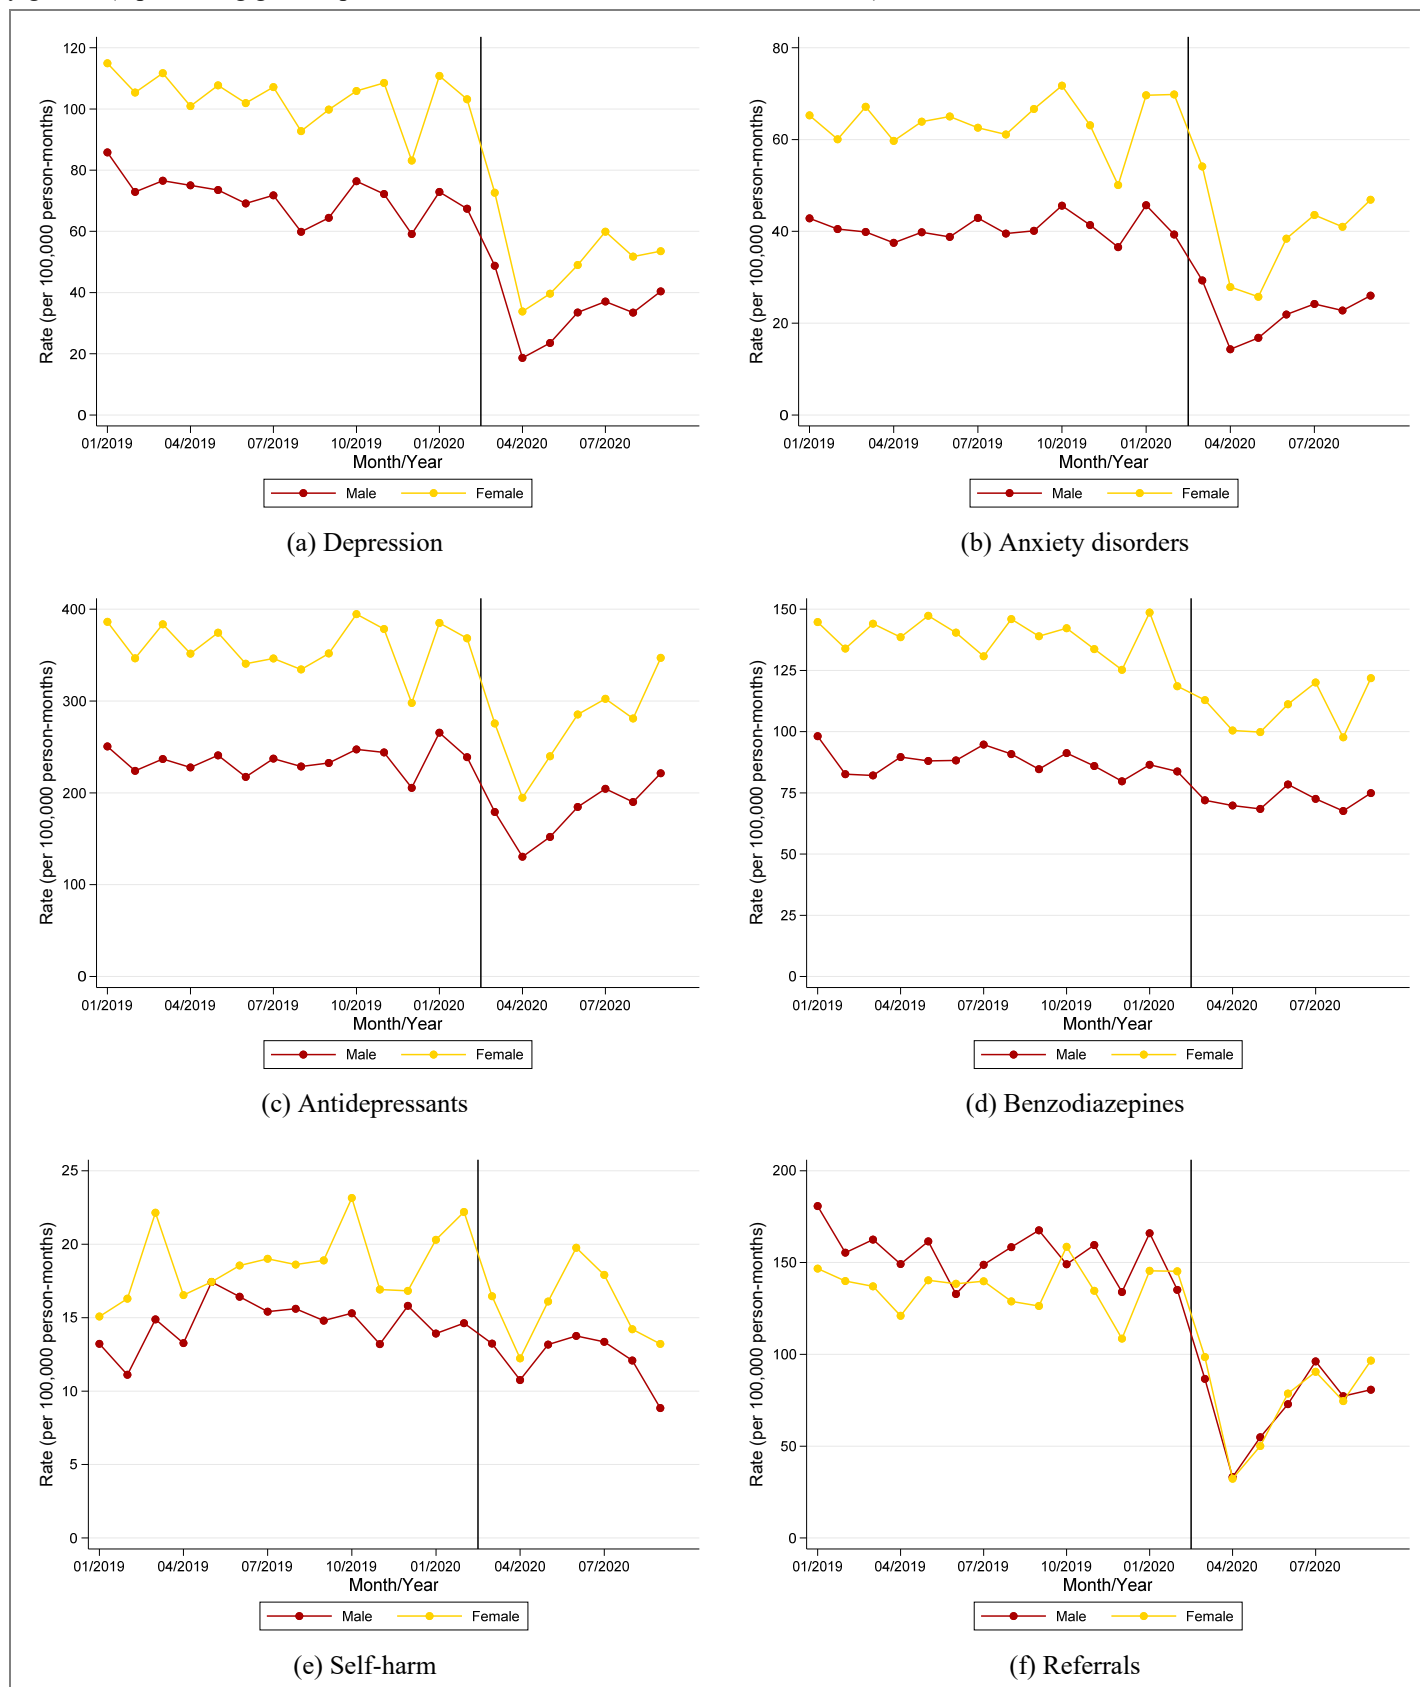 120
100
80
60
40
20
0
Rate (per 100,000 person-months)
01/2019 04/2019 07/2019 10/2019 01/2020 04/2020 07/2020
Month/Year
Male Female
(a) Depression
80
60
40
20
0
Rate (per 100,000 person-months)
01/2019 04/2019 07/2019 10/2019 01/2020 04/2020 07/2020
Month/Year
Male Female
(b) Anxiety disorders
400
300
200
100
0
Rate (per 100,000 person-months)
01/2019 04/2019 07/2019 10/2019 01/2020 04/2020 07/2020
Month/Year
Male Female
(c) Antidepressants
150
125
100
75
50
25
0
Rate (per 100,000 person-months)
01/2019 04/2019 07/2019 10/2019 01/2020 04/2020 07/2020
Month/Year
Male Female
(d) Benzodiazepines
25
20
15
10
5
0
Rate (per 100,000 person-months)
01/2019 04/2019 07/2019 10/2019 01/2020 04/2020 07/2020
Month/Year
Male Female
(e) Self-harm
200
150
100
50
0
Rate (per 100,000 person-months)
01/2019 04/2019 07/2019 10/2019 01/2020 04/2020 07/2020
Month/Year
Male Female
(f) Referrals